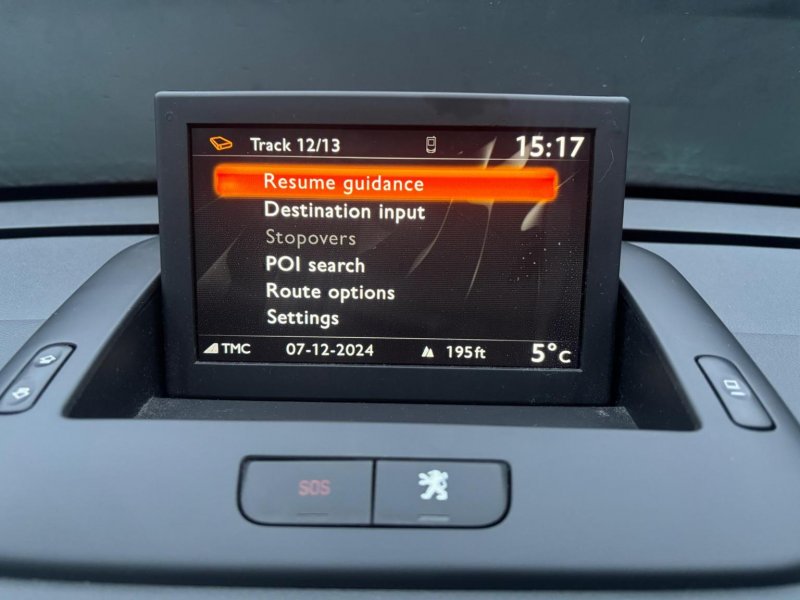 Track 12/13 15:17
Resume guidance
Destination input
Stopovers
POI search
Route options
Settings
TMC 07-12-2024 195ft 5°C
SOS